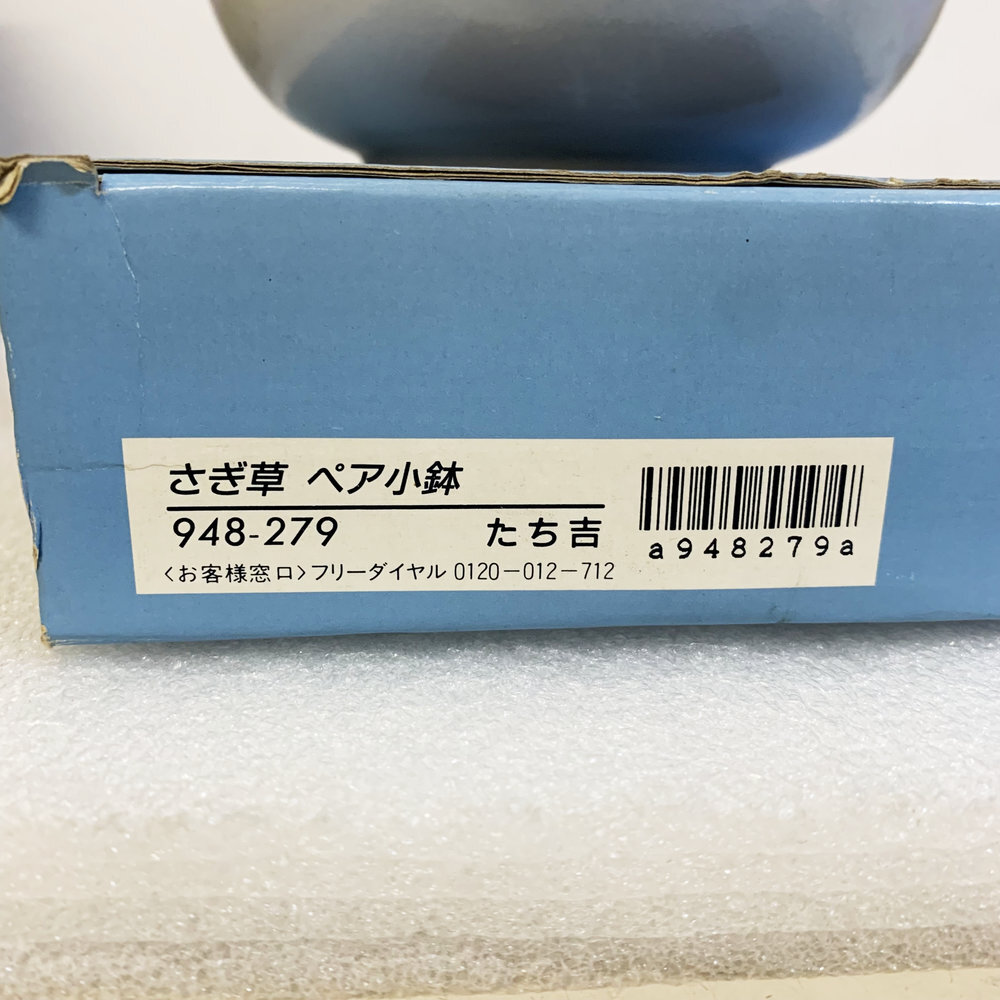 さぎ草 ペア小鉢
948-279 たち吉
〈お客様窓口〉フリーダイヤル 0120-012-712
a948279a